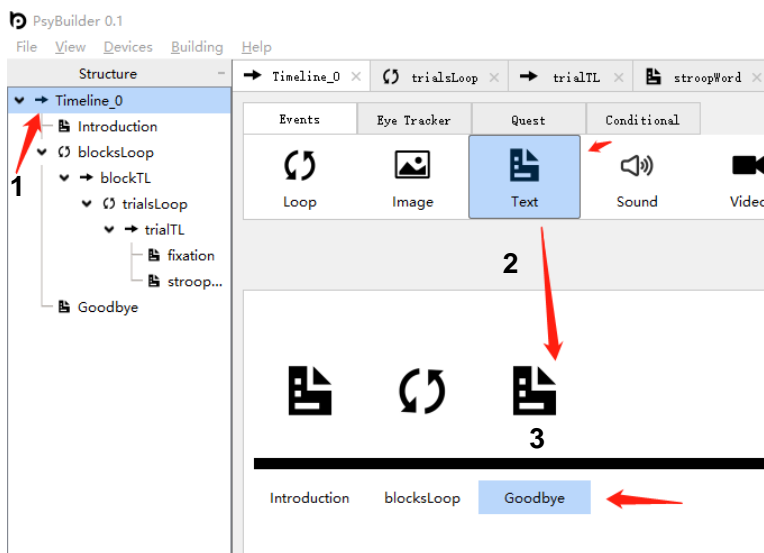 PsyBuilder 0.1
File View Devices Building Help
Structure
Timeline_0
Introduction
blocksLoop
blockTL
trialsLoop
trialTL
fixation
stroop...
Goodbye
1
Timeline_0 trialsLoop trialTL stroopWord
Events Eye Tracker Quest Conditional
Loop Image Text Sound Video
2
3
Introduction blocksLoop Goodbye